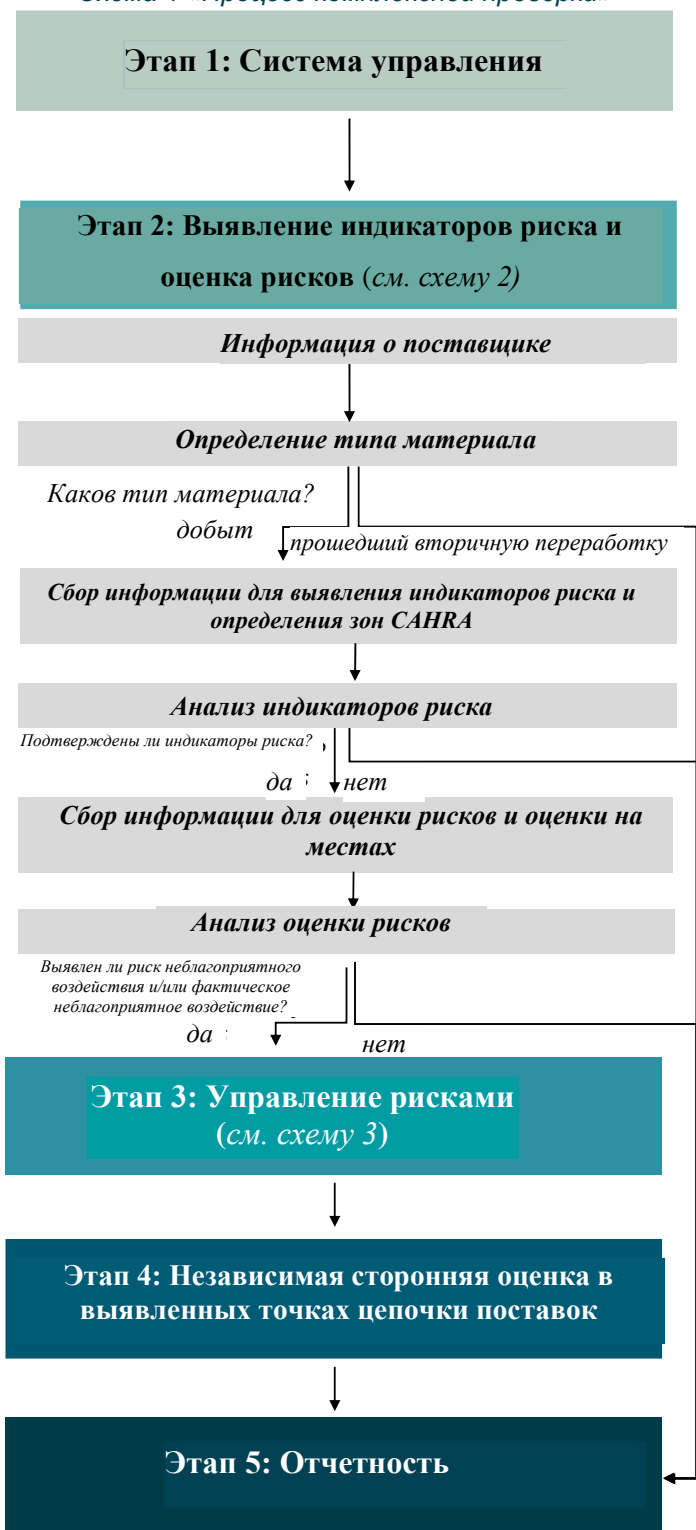 Этап 1: Система управления
Этап 2: Выявление индикаторов риска и
оценка рисков (см. схему 2)
Информация о поставщике
Определение типа материала
Каков тип материала?
добыт
прошедший вторичную переработку
Сбор информации для выявления индикаторов риска и
определения зон CAHRA
Анализ индикаторов риска
Подтверждены ли индикаторы риска?
да нет
Сбор информации для оценки рисков и оценки на
местах
Анализ оценки рисков
Выявлен ли риск неблагоприятного
воздействия и/или фактическое
неблагоприятное воздействие?
да
нет
Этап 3: Управление рисками
(см. схему 3)
Этап 4: Независимая сторонняя оценка в
выявленных точках цепочки поставок
Этап 5: Отчетность